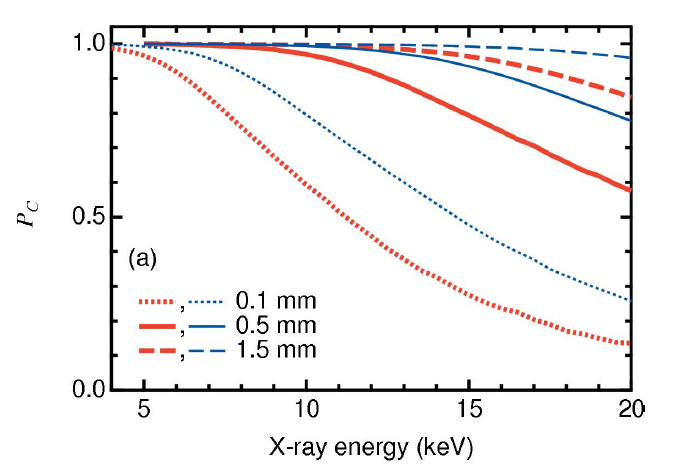 1.0
0.5
0.0
P_C
(a)
, 0.1 mm
, 0.5 mm
, 1.5 mm
5 10 15 20
X-ray energy (keV)